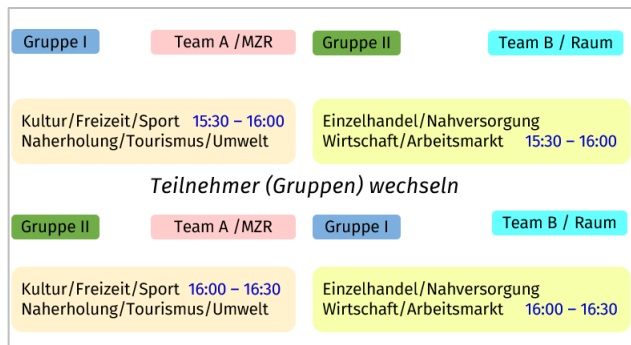 Gruppe I Team A /MZR Gruppe II Team B / Raum
Kultur/Freizeit/Sport 15:30 – 16:00
Naherholung/Tourismus/Umwelt
Einzelhandel/Nahversorgung
Wirtschaft/Arbeitsmarkt 15:30 – 16:00
Teilnehmer (Gruppen) wechseln
Gruppe II Team A /MZR Gruppe I Team B / Raum
Kultur/Freizeit/Sport 16:00 – 16:30
Naherholung/Tourismus/Umwelt
Einzelhandel/Nahversorgung
Wirtschaft/Arbeitsmarkt 16:00 – 16:30